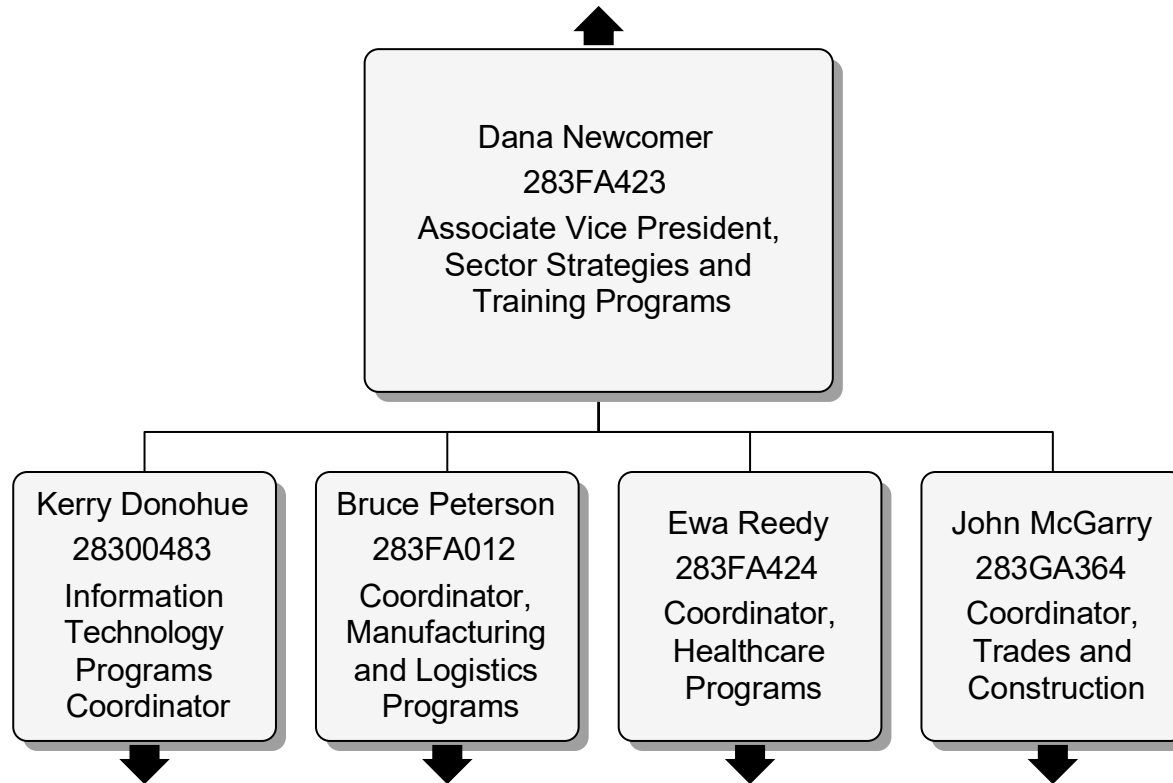 Dana Newcomer
283FA423
Associate Vice President,
Sector Strategies and
Training Programs
Kerry Donohue
28300483
Information
Technology
Programs
Coordinator
Bruce Peterson
283FA012
Coordinator,
Manufacturing
and Logistics
Programs
Ewa Reedy
283FA424
Coordinator,
Healthcare
Programs
John McGarry
283GA364
Coordinator,
Trades and
Construction